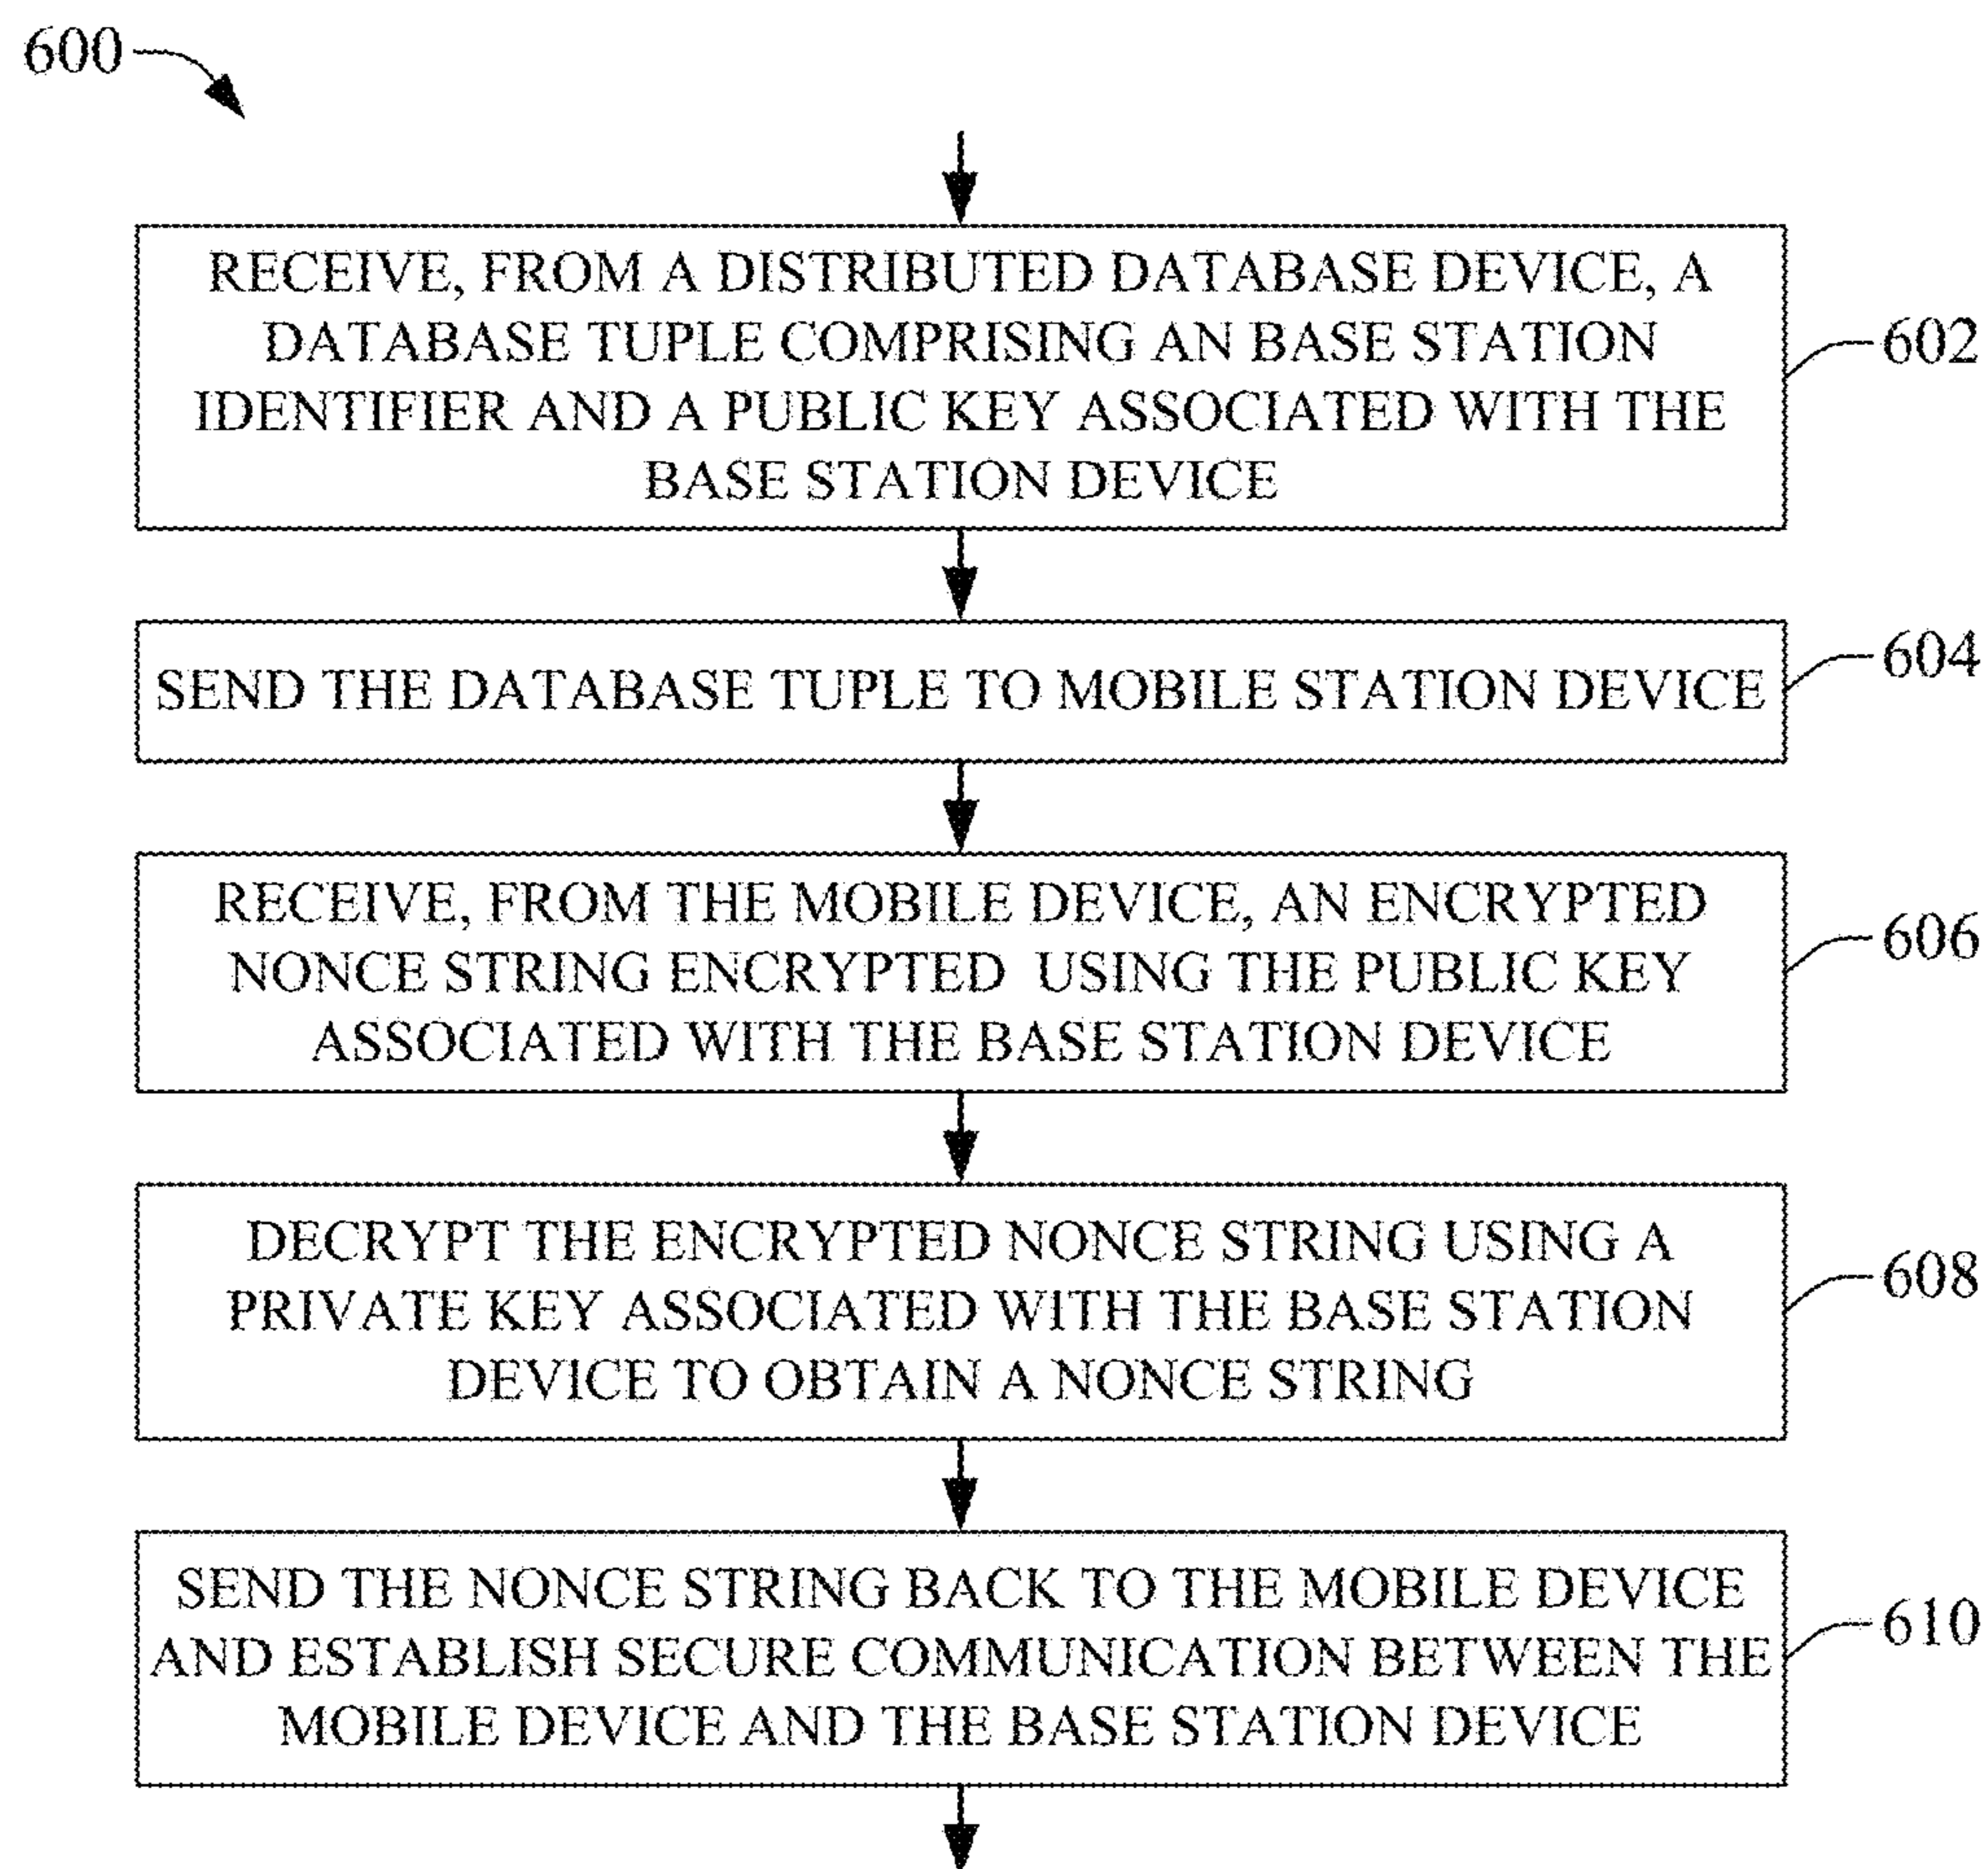 600
RECEIVE, FROM A DISTRIBUTED DATABASE DEVICE, A
DATABASE TUPLE COMPRISING AN BASE STATION
IDENTIFIER AND A PUBLIC KEY ASSOCIATED WITH THE
BASE STATION DEVICE
602
SEND THE DATABASE TUPLE TO MOBILE STATION DEVICE
604
RECEIVE, FROM THE MOBILE DEVICE, AN ENCRYPTED
NONCE STRING ENCRYPTED USING THE PUBLIC KEY
ASSOCIATED WITH THE BASE STATION DEVICE
606
DECRYPT THE ENCRYPTED NONCE STRING USING A
PRIVATE KEY ASSOCIATED WITH THE BASE STATION
DEVICE TO OBTAIN A NONCE STRING
608
SEND THE NONCE STRING BACK TO THE MOBILE DEVICE
AND ESTABLISH SECURE COMMUNICATION BETWEEN THE
MOBILE DEVICE AND THE BASE STATION DEVICE
610